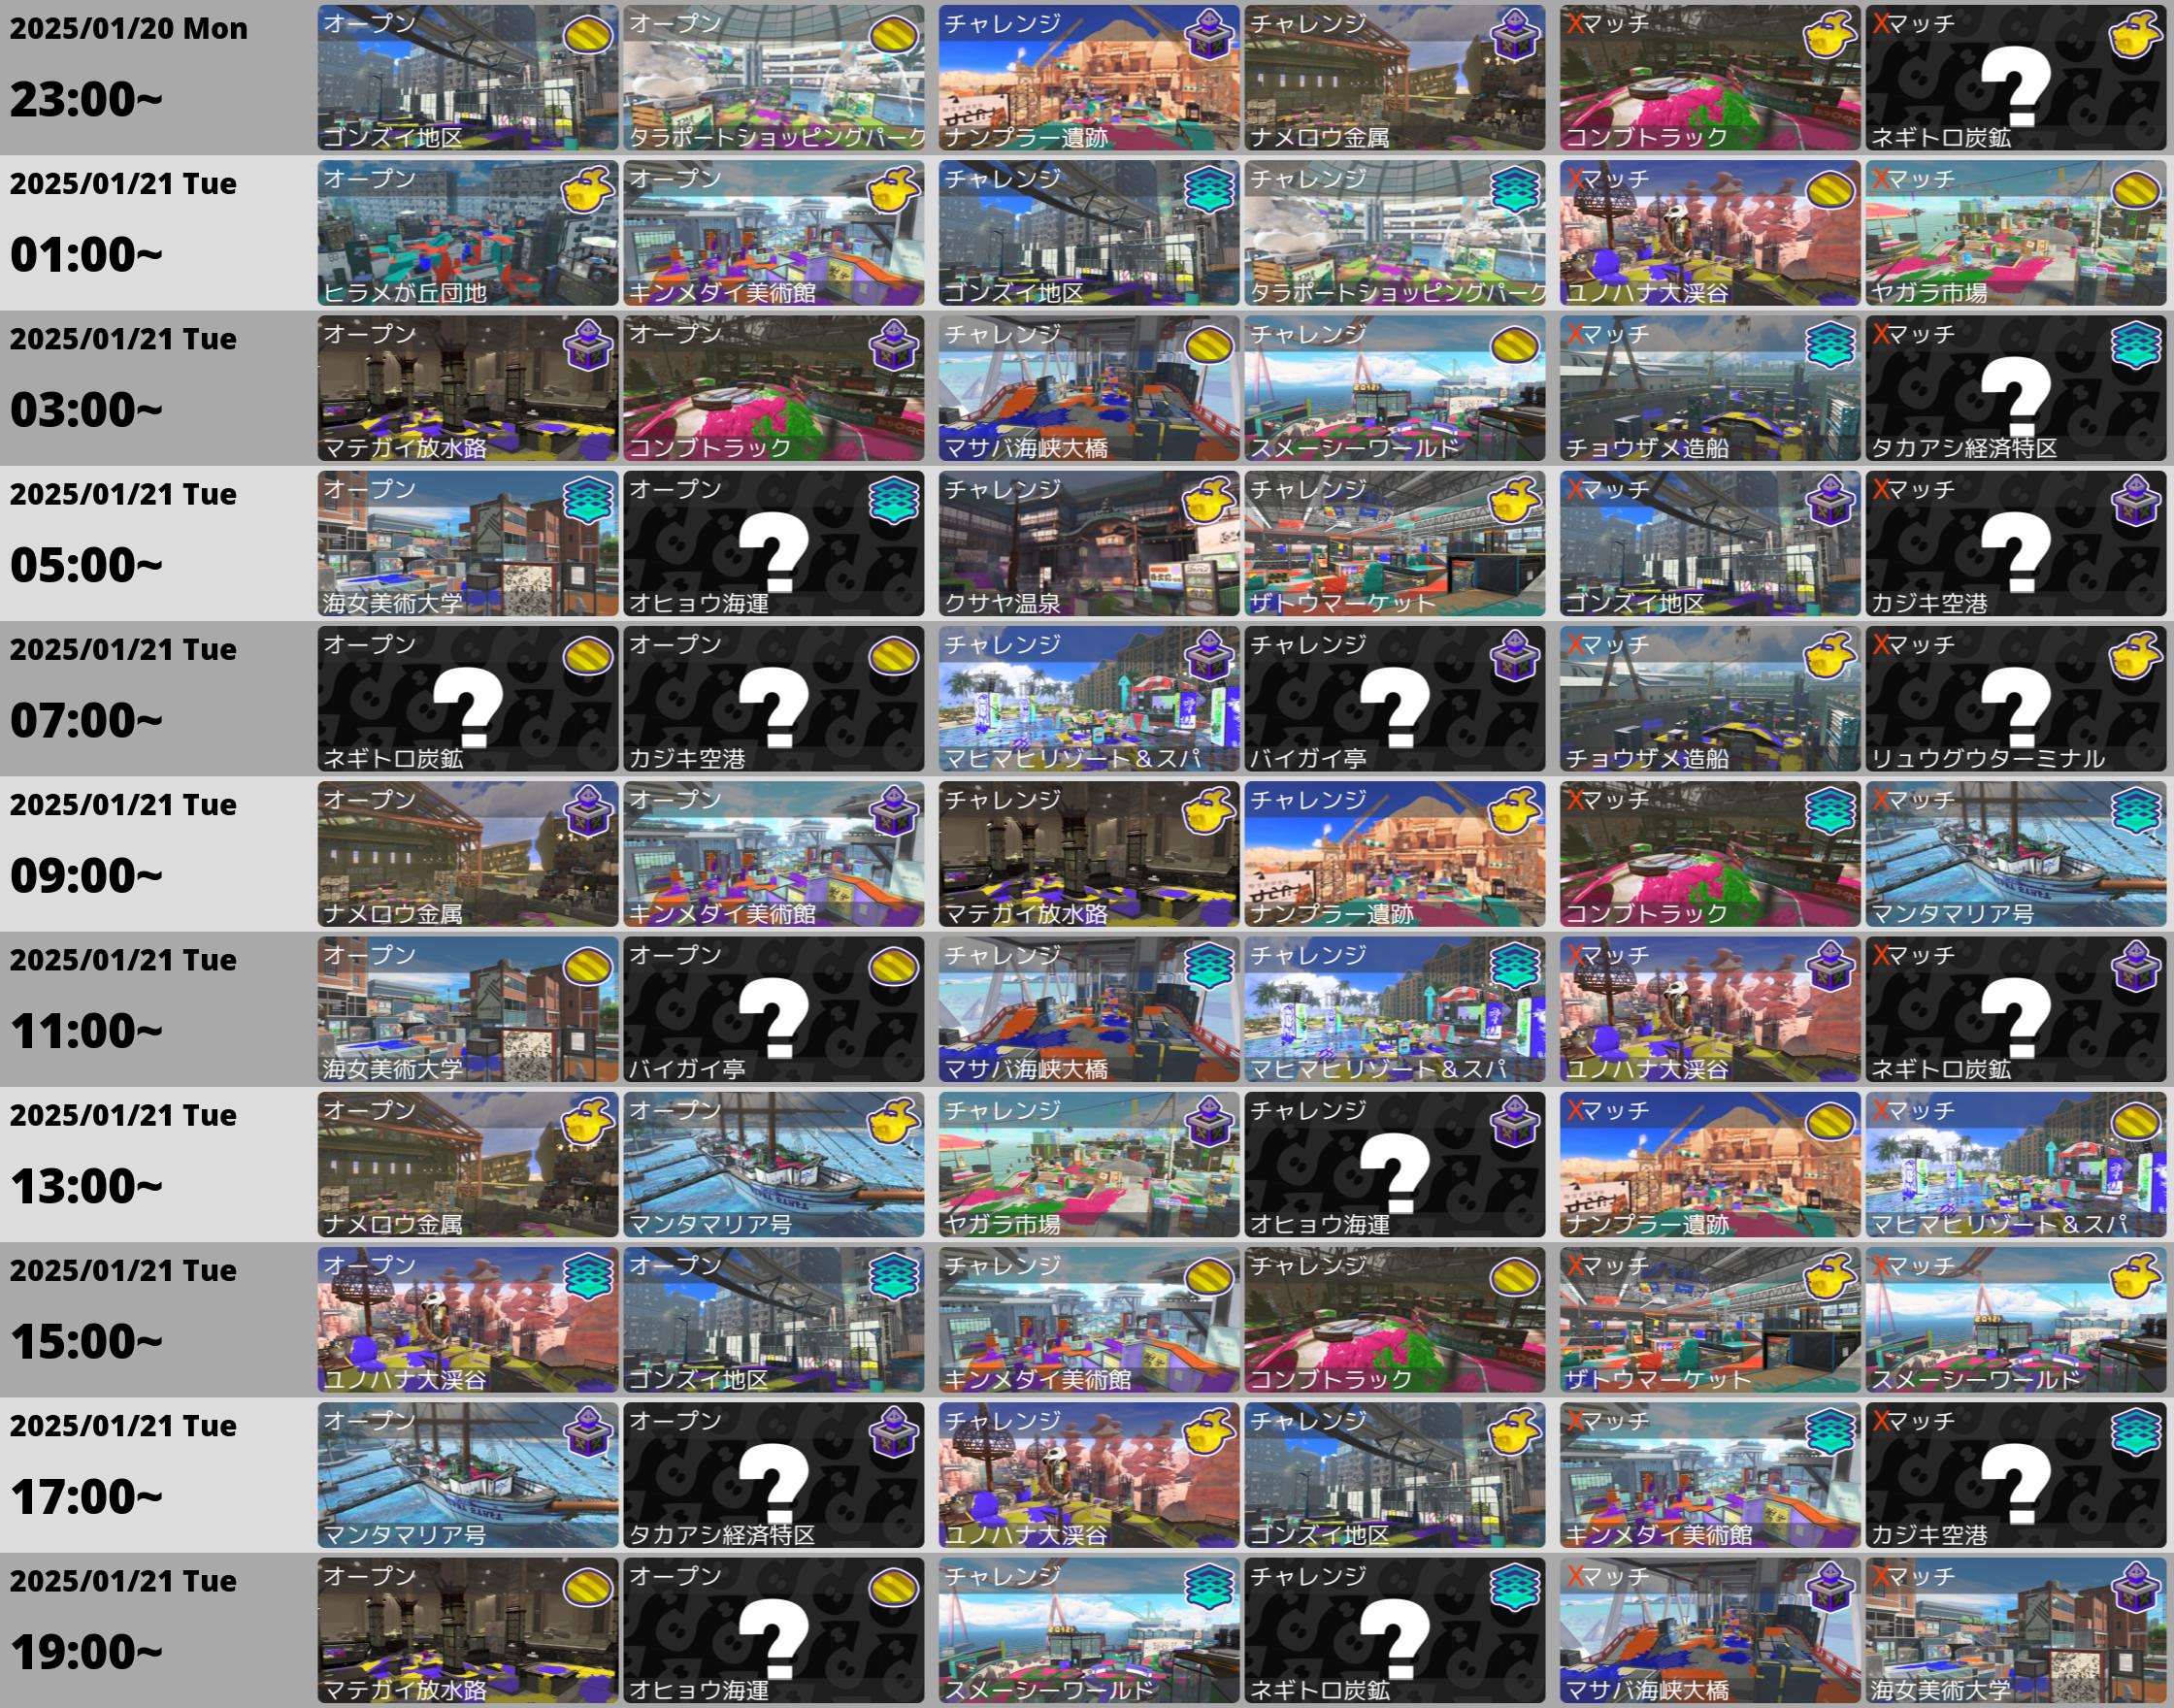 2025/01/20 Mon
23:00~
オープン
ゴンズイ地区
オープン
タラポートショッピングパーク
チャレンジ
ナンプラー遺跡
チャレンジ
ナメロウ金属
Xマッチ
コンブトラック
Xマッチ
ネギトロ炭鉱
2025/01/21 Tue
01:00~
オープン
ヒラメが丘団地
オープン
キンメダイ美術館
チャレンジ
ゴンズイ地区
チャレンジ
タラポートショッピングパーク
Xマッチ
ユノハナ大渓谷
Xマッチ
ヤガラ市場
2025/01/21 Tue
03:00~
オープン
マテガイ放水路
オープン
コンブトラック
チャレンジ
マサバ海峡大橋
チャレンジ
スメーシーワールド
Xマッチ
チョウザメ造船
Xマッチ
タカアシ経済特区
2025/01/21 Tue
05:00~
オープン
海女美術大学
オープン
オヒョウ海運
チャレンジ
クサヤ温泉
チャレンジ
ザトウマーケット
Xマッチ
ゴンズイ地区
Xマッチ
カジキ空港
2025/01/21 Tue
07:00~
オープン
ネギトロ炭鉱
オープン
カジキ空港
チャレンジ
マヒマヒリゾート＆スパ
チャレンジ
バイガイ亭
Xマッチ
チョウザメ造船
Xマッチ
リュウグウターミナル
2025/01/21 Tue
09:00~
オープン
ナメロウ金属
オープン
キンメダイ美術館
チャレンジ
マテガイ放水路
チャレンジ
ナンプラー遺跡
Xマッチ
コンブトラック
Xマッチ
マンタマリア号
2025/01/21 Tue
11:00~
オープン
海女美術大学
オープン
バイガイ亭
チャレンジ
マサバ海峡大橋
チャレンジ
マヒマヒリゾート＆スパ
Xマッチ
ユノハナ大渓谷
Xマッチ
ネギトロ炭鉱
2025/01/21 Tue
13:00~
オープン
ナメロウ金属
オープン
マンタマリア号
チャレンジ
ヤガラ市場
チャレンジ
オヒョウ海運
Xマッチ
ナンプラー遺跡
Xマッチ
マヒマヒリゾート＆スパ
2025/01/21 Tue
15:00~
オープン
ユノハナ大渓谷
オープン
ゴンズイ地区
チャレンジ
キンメダイ美術館
チャレンジ
コンブトラック
Xマッチ
ザトウマーケット
Xマッチ
スメーシーワールド
2025/01/21 Tue
17:00~
オープン
マンタマリア号
オープン
タカアシ経済特区
チャレンジ
ユノハナ大渓谷
チャレンジ
ゴンズイ地区
Xマッチ
キンメダイ美術館
Xマッチ
カジキ空港
2025/01/21 Tue
19:00~
オープン
マテガイ放水路
オープン
オヒョウ海運
チャレンジ
スメーシーワールド
チャレンジ
ネギトロ炭鉱
Xマッチ
マサバ海峡大橋
Xマッチ
海女美術大学